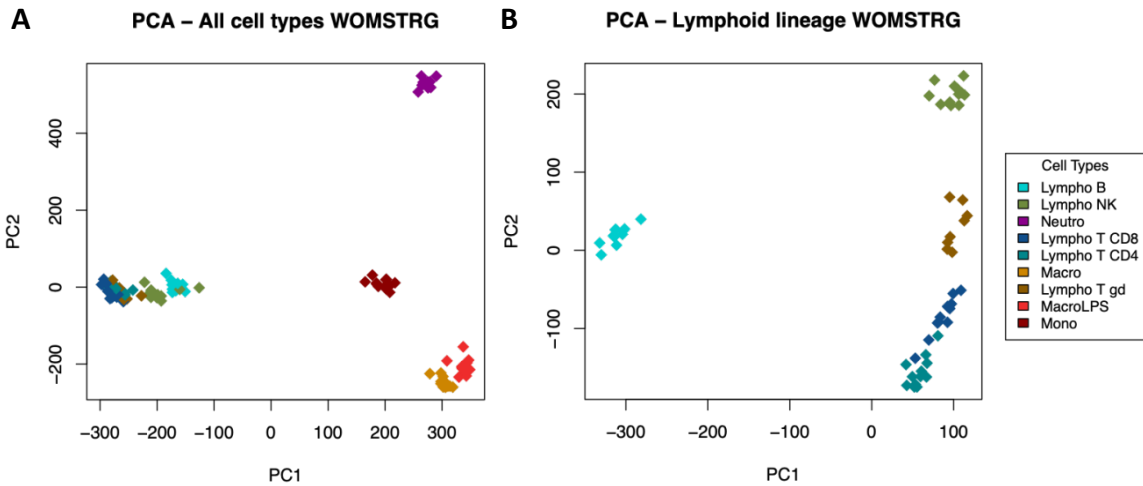 A
PCA – All cell types WOMSTRG
PC2
400
200
0
−200
−300
−200
−100
0
100
200
300
PC1
B
PCA – Lymphoid lineage WOMSTRG
PC2
200
100
0
−100
−300
−200
−100
0
100
PC1
Cell Types
Lympho B
Lympho NK
Neutro
Lympho T CD8
Lympho T CD4
Macro
Lympho T gd
MacroLPS
Mono